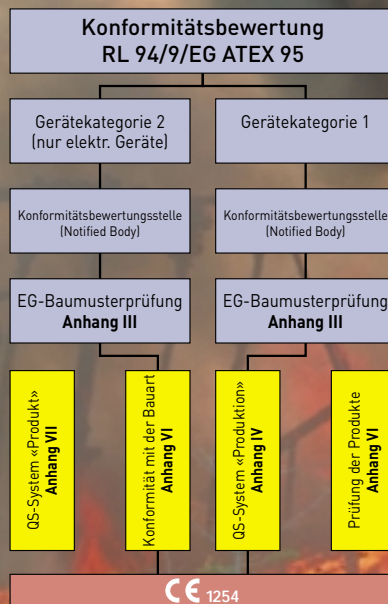 Konformitätsbewertung
RL 94/9/EG ATEX 95
Gerätekategorie 2
(nur elektr. Geräte)
Gerätekategorie 1
Konformitätsbewertungsstelle
(Notified Body)
Konformitätsbewertungsstelle
(Notified Body)
EG-Baumusterprüfung
Anhang III
EG-Baumusterprüfung
Anhang III
QS-System «Produkt»
Anhang VII
Konformität mit der Bauart
Anhang VI
QS-System «Produktion»
Anhang IV
Prüfung der Produkte
Anhang VI
CE 1254